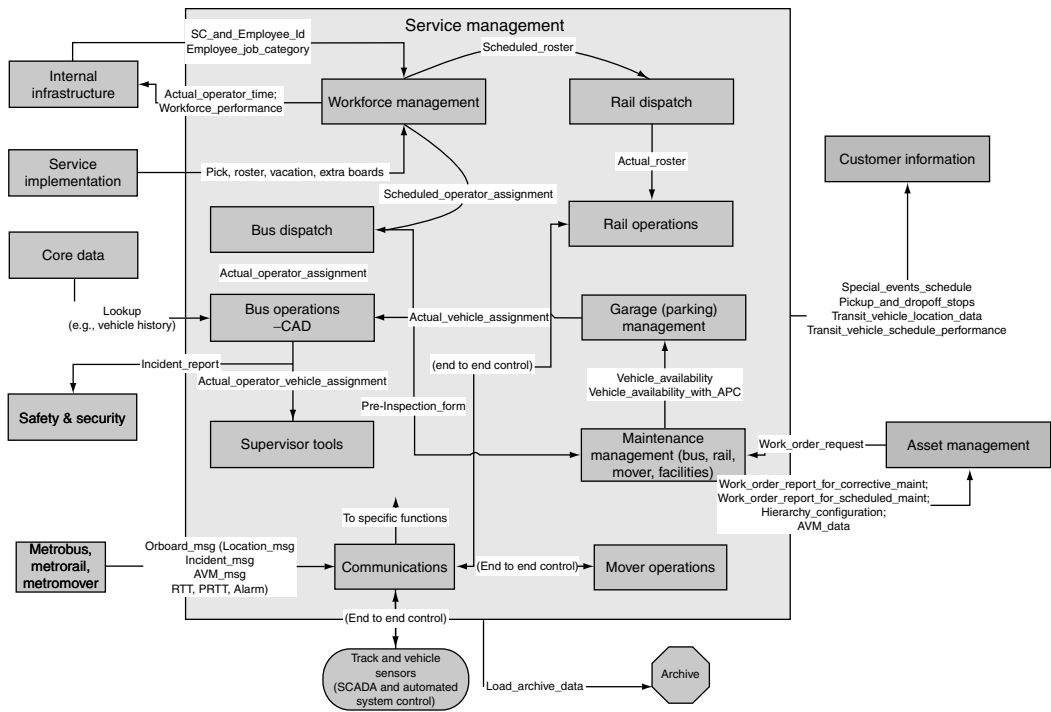 Service management
SC_and_Employee_Id
Employee_job_category
Scheduled_roster
Internal
infrastructure
Actual_operator_time;
Workforce_performance
Workforce management
Rail dispatch
Actual_roster
Customer information
Service
implementation
Pick, roster, vacation, extra boards
Scheduled_operator_assignment
Bus dispatch
Rail operations
Core data
Actual_operator_assignment
Special_events_schedule
Pickup_and_dropoff_stops
Transit_vehicle_location_data
Transit_vehicle_schedule_performance
Lookup
(e.g., vehicle history)
Bus operations
–CAD
Actual_vehicle_assignment
Garage (parking)
management
Incident_report
(end to end control)
Actual_operator_vehicle_assignment
Vehicle_availability
Vehicle_availability_with_APC
Pre-Inspection_form
Safety & security
Supervisor tools
Maintenance
management (bus, rail,
mover, facilities)
Work_order_request
Asset management
Work_order_report_for_corrective_maint;
Work_order_report_for_scheduled_maint;
Hierarchy_configuration;
AVM_data
To specific functions
Metrobus,
metrorail,
metromover
Onboard_msg (Location_msg
Incident_msg
AVM_msg
RTT, PRTT, Alarm)
Communications
(End to end control)
Mover operations
(End to end control)
Track and vehicle
sensors
(SCADA and automated
system control)
Load_archive_data
Archive